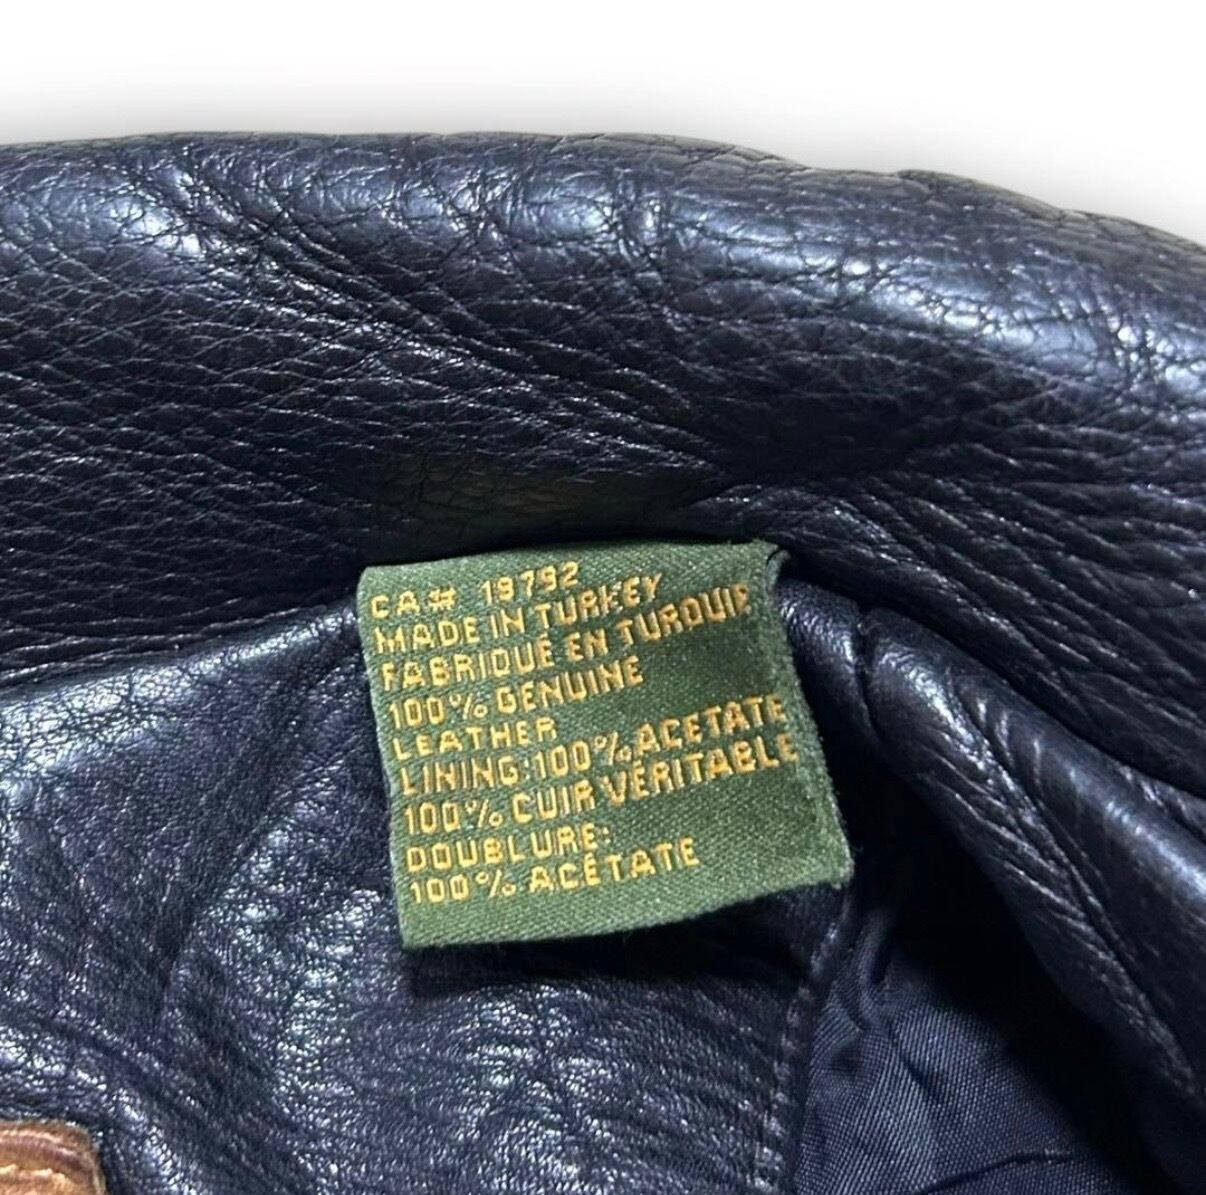 CA# 19792
MADE IN TURKEY
FABRIQUÉ EN TURQUIE
100% GENUINE
LEATHER
LINING:100% ACETATE
100% CUIR VÉRITABLE
DOUBLURE:
100% ACÉTATE